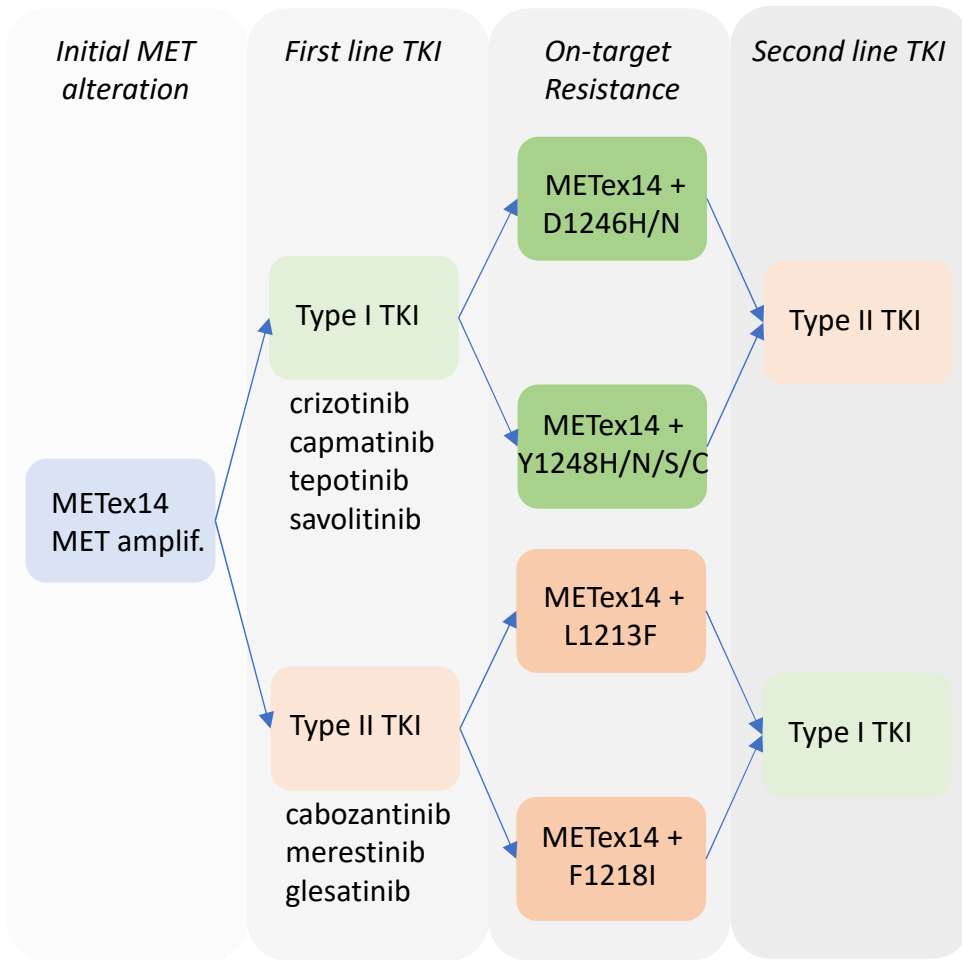 Initial MET
alteration
First line TKI
On-target
Resistance
Second line TKI
METex14
MET amplif.
Type I TKI
crizotinib
capmatinib
tepotinib
savolitinib
Type II TKI
cabozantinib
merestinib
glesatinib
METex14 +
D1246H/N
METex14 +
Y1248H/N/S/C
METex14 +
L1213F
METex14 +
F1218I
Type II TKI
Type I TKI